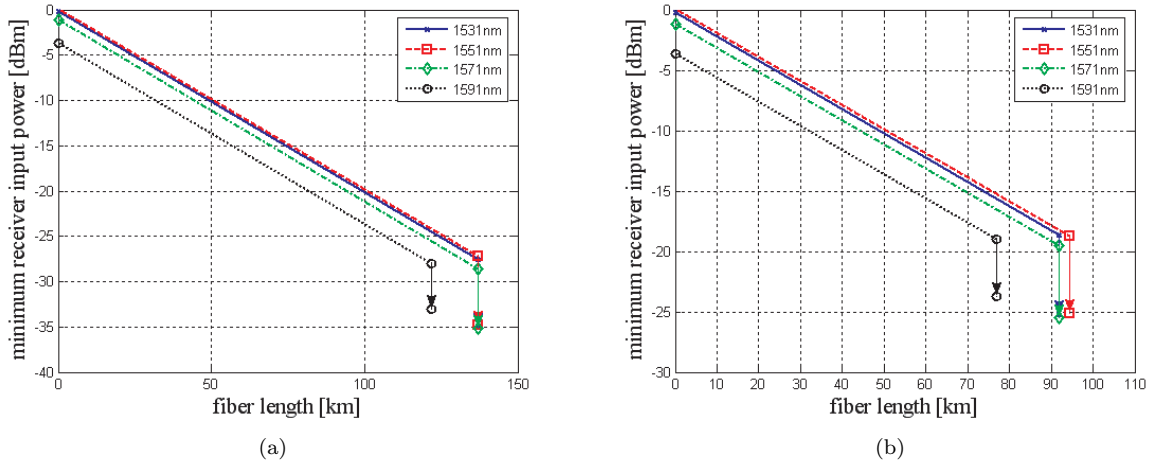 minimum receiver input power [dBm]
0
-5
-10
-15
-20
-25
-30
-35
-40
0 50 100 150
fiber length [km]
1531nm
1551nm
1571nm
1591nm
(a)
minimum receiver input power [dBm]
0
-5
-10
-15
-20
-25
-30
0 10 20 30 40 50 60 70 80 90 100 110
fiber length [km]
1531nm
1551nm
1571nm
1591nm
(b)